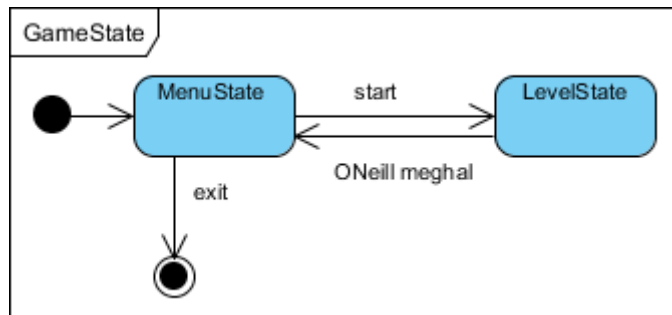 GameState
MenuState
start
LevelState
ONeill meghal
exit